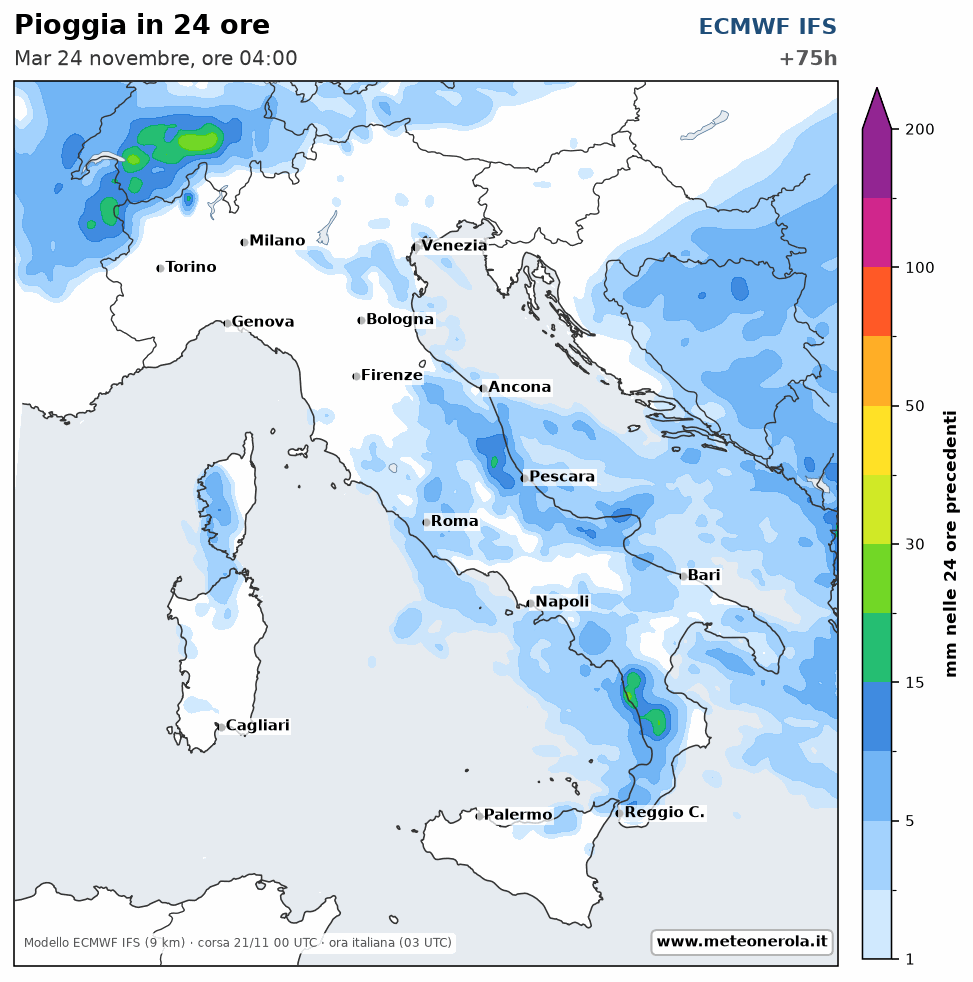 Pioggia in 24 ore
ECMWF IFS
Mar 24 novembre, ore 04:00
+75h
200
100
50
30
15
5
1
mm nelle 24 ore precedenti
Milano
Venezia
Torino
Genova
Bologna
Firenze
Ancona
Pescara
Roma
Bari
Napoli
Cagliari
Palermo
Reggio C.
Modello ECMWF IFS (9 km) · corsa 21/11 00 UTC · ora italiana (03 UTC)
www.meteonerola.it